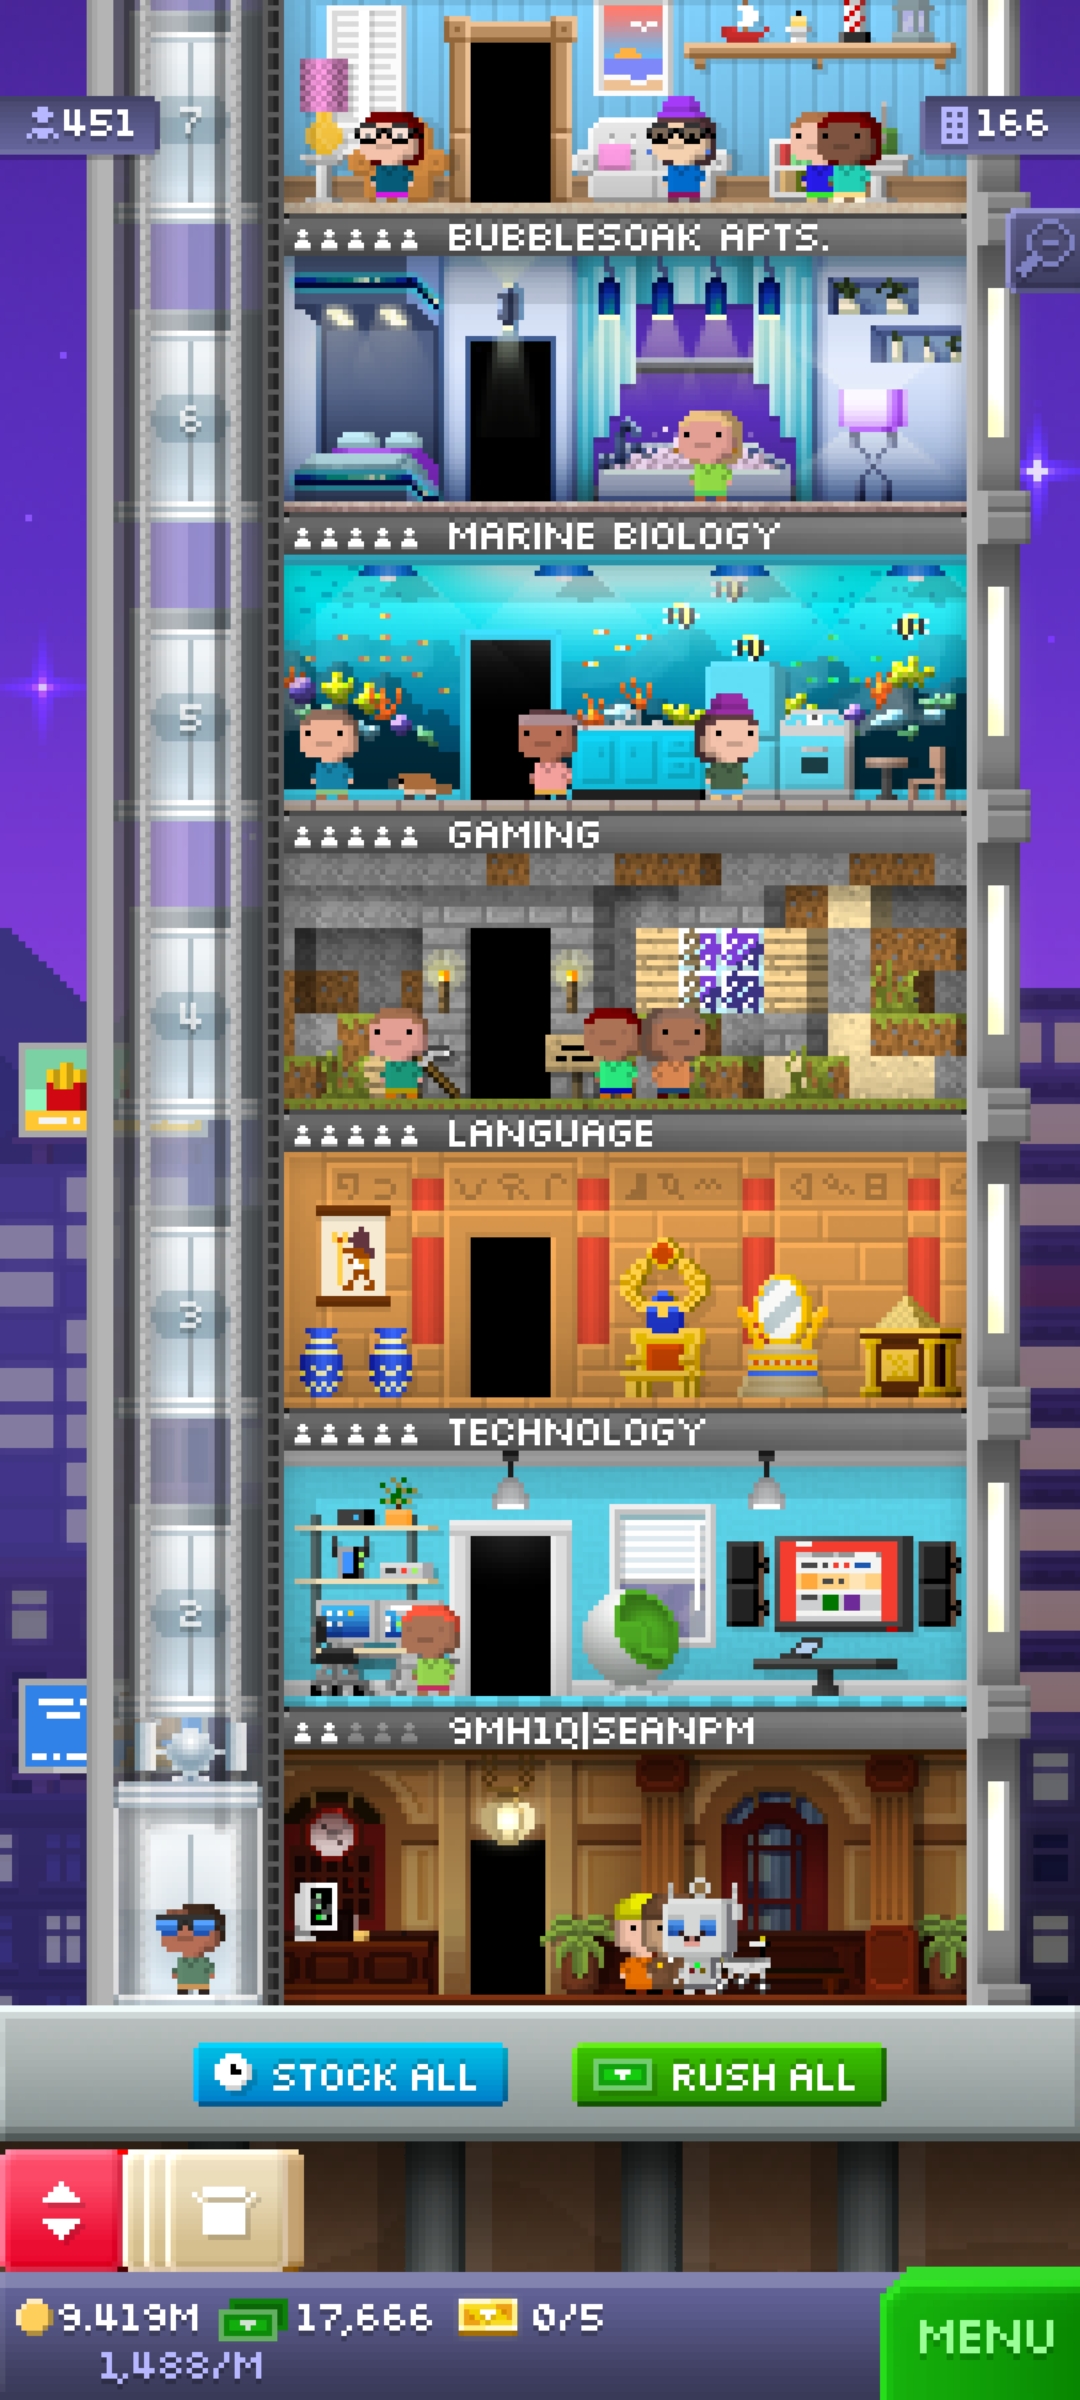 7
451
166
BUBBLESOAK APTS.
6
MARINE BIOLOGY
5
GAMING
4
LANGUAGE
3
TECHNOLOGY
2
9MH1Q|SEANPM
STOCK ALL
RUSH ALL
9.419M 17,666 0/5
1,488/M
MENU